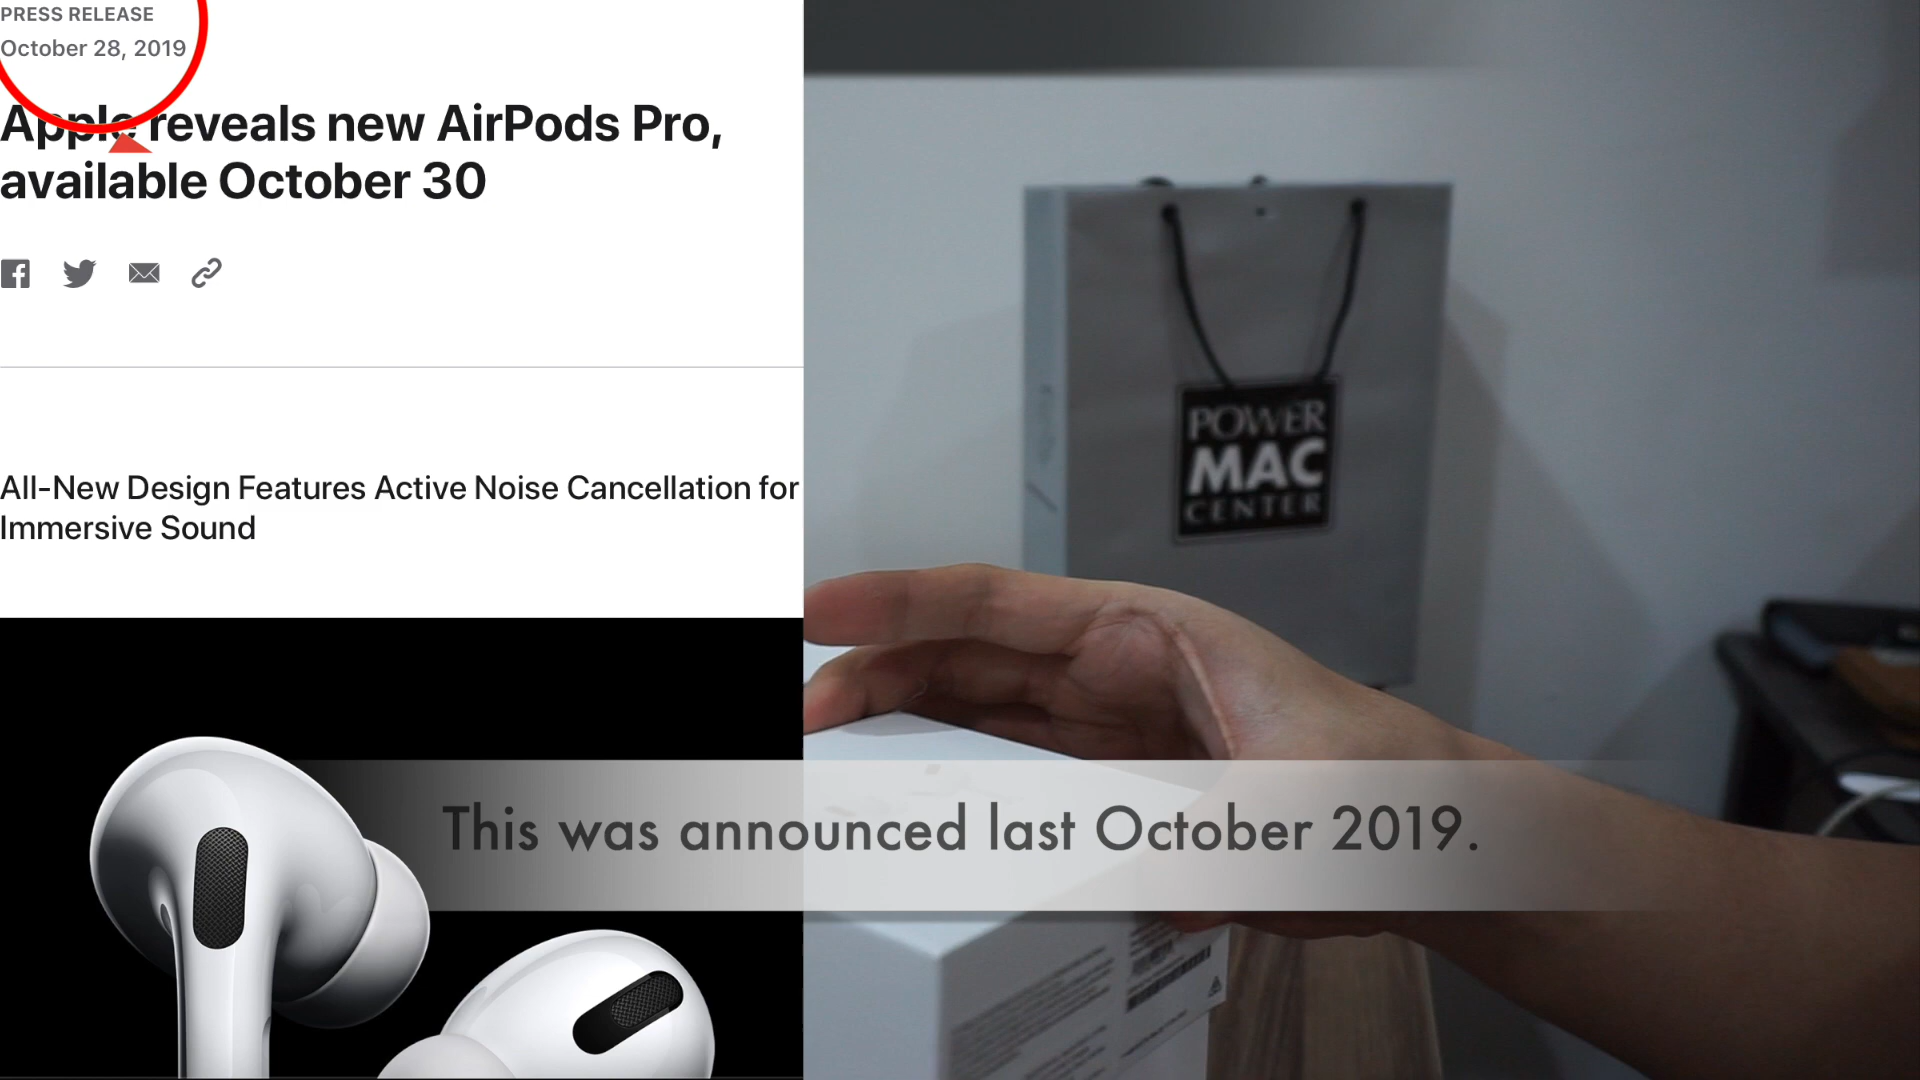 PRESS RELEASE
October 28, 2019
Apple reveals new AirPods Pro,
available October 30
All-New Design Features Active Noise Cancellation for
Immersive Sound
POWER
MAC
CENTER
This was announced last October 2019.